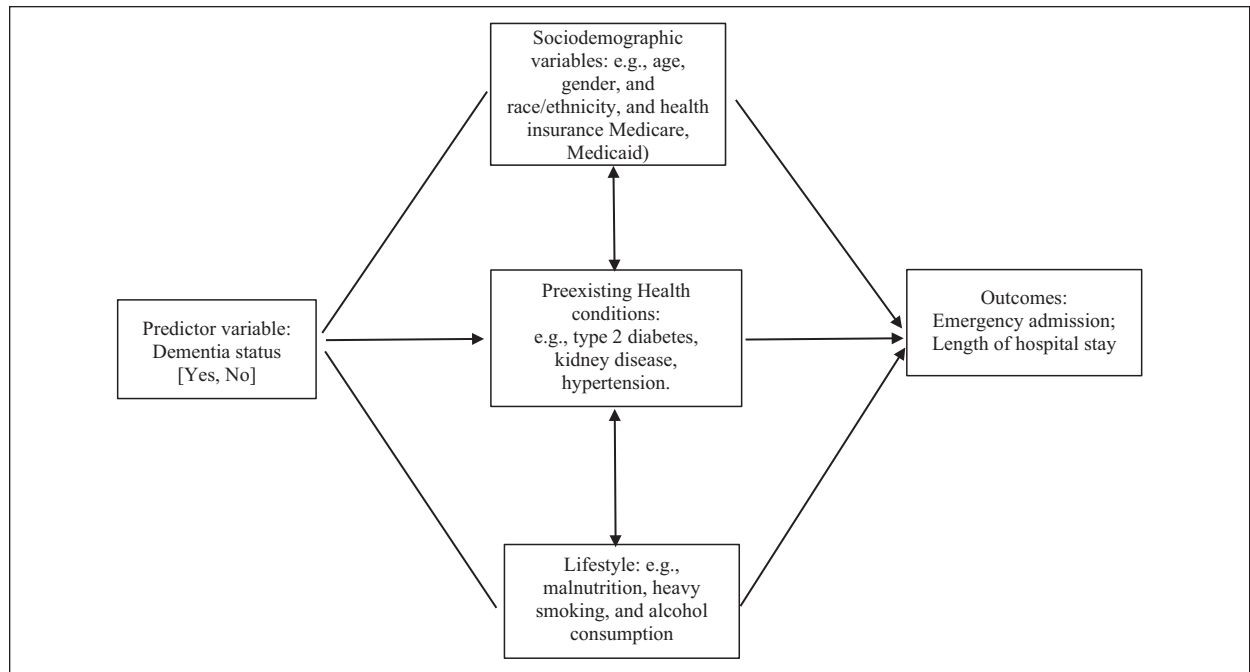 Sociodemographic
variables: e.g., age,
gender, and
race/ethnicity, and health
insurance Medicare,
Medicaid)
Predictor variable:
Dementia status
[Yes, No]
Preexisting Health
conditions:
e.g., type 2 diabetes,
kidney disease,
hypertension.
Outcomes:
Emergency admission;
Length of hospital stay
Lifestyle: e.g.,
malnutrition, heavy
smoking, and alcohol
consumption